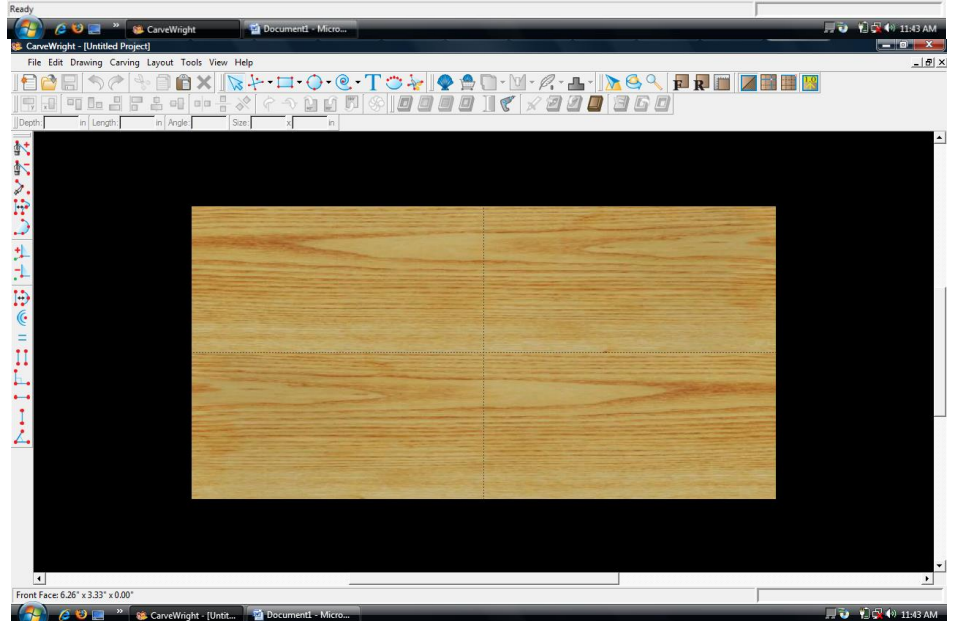 Ready
CarveWright
Document1 - Micro...
11:43 AM
CarveWright - [Untitled Project]
File Edit Drawing Carving Layout Tools View Help
T F R
Depth: in Length: in Angle: Size: x in
Front Face: 6.26" x 3.33" x 0.00"
CarveWright - [Untit...
Document1 - Micro...
11:43 AM